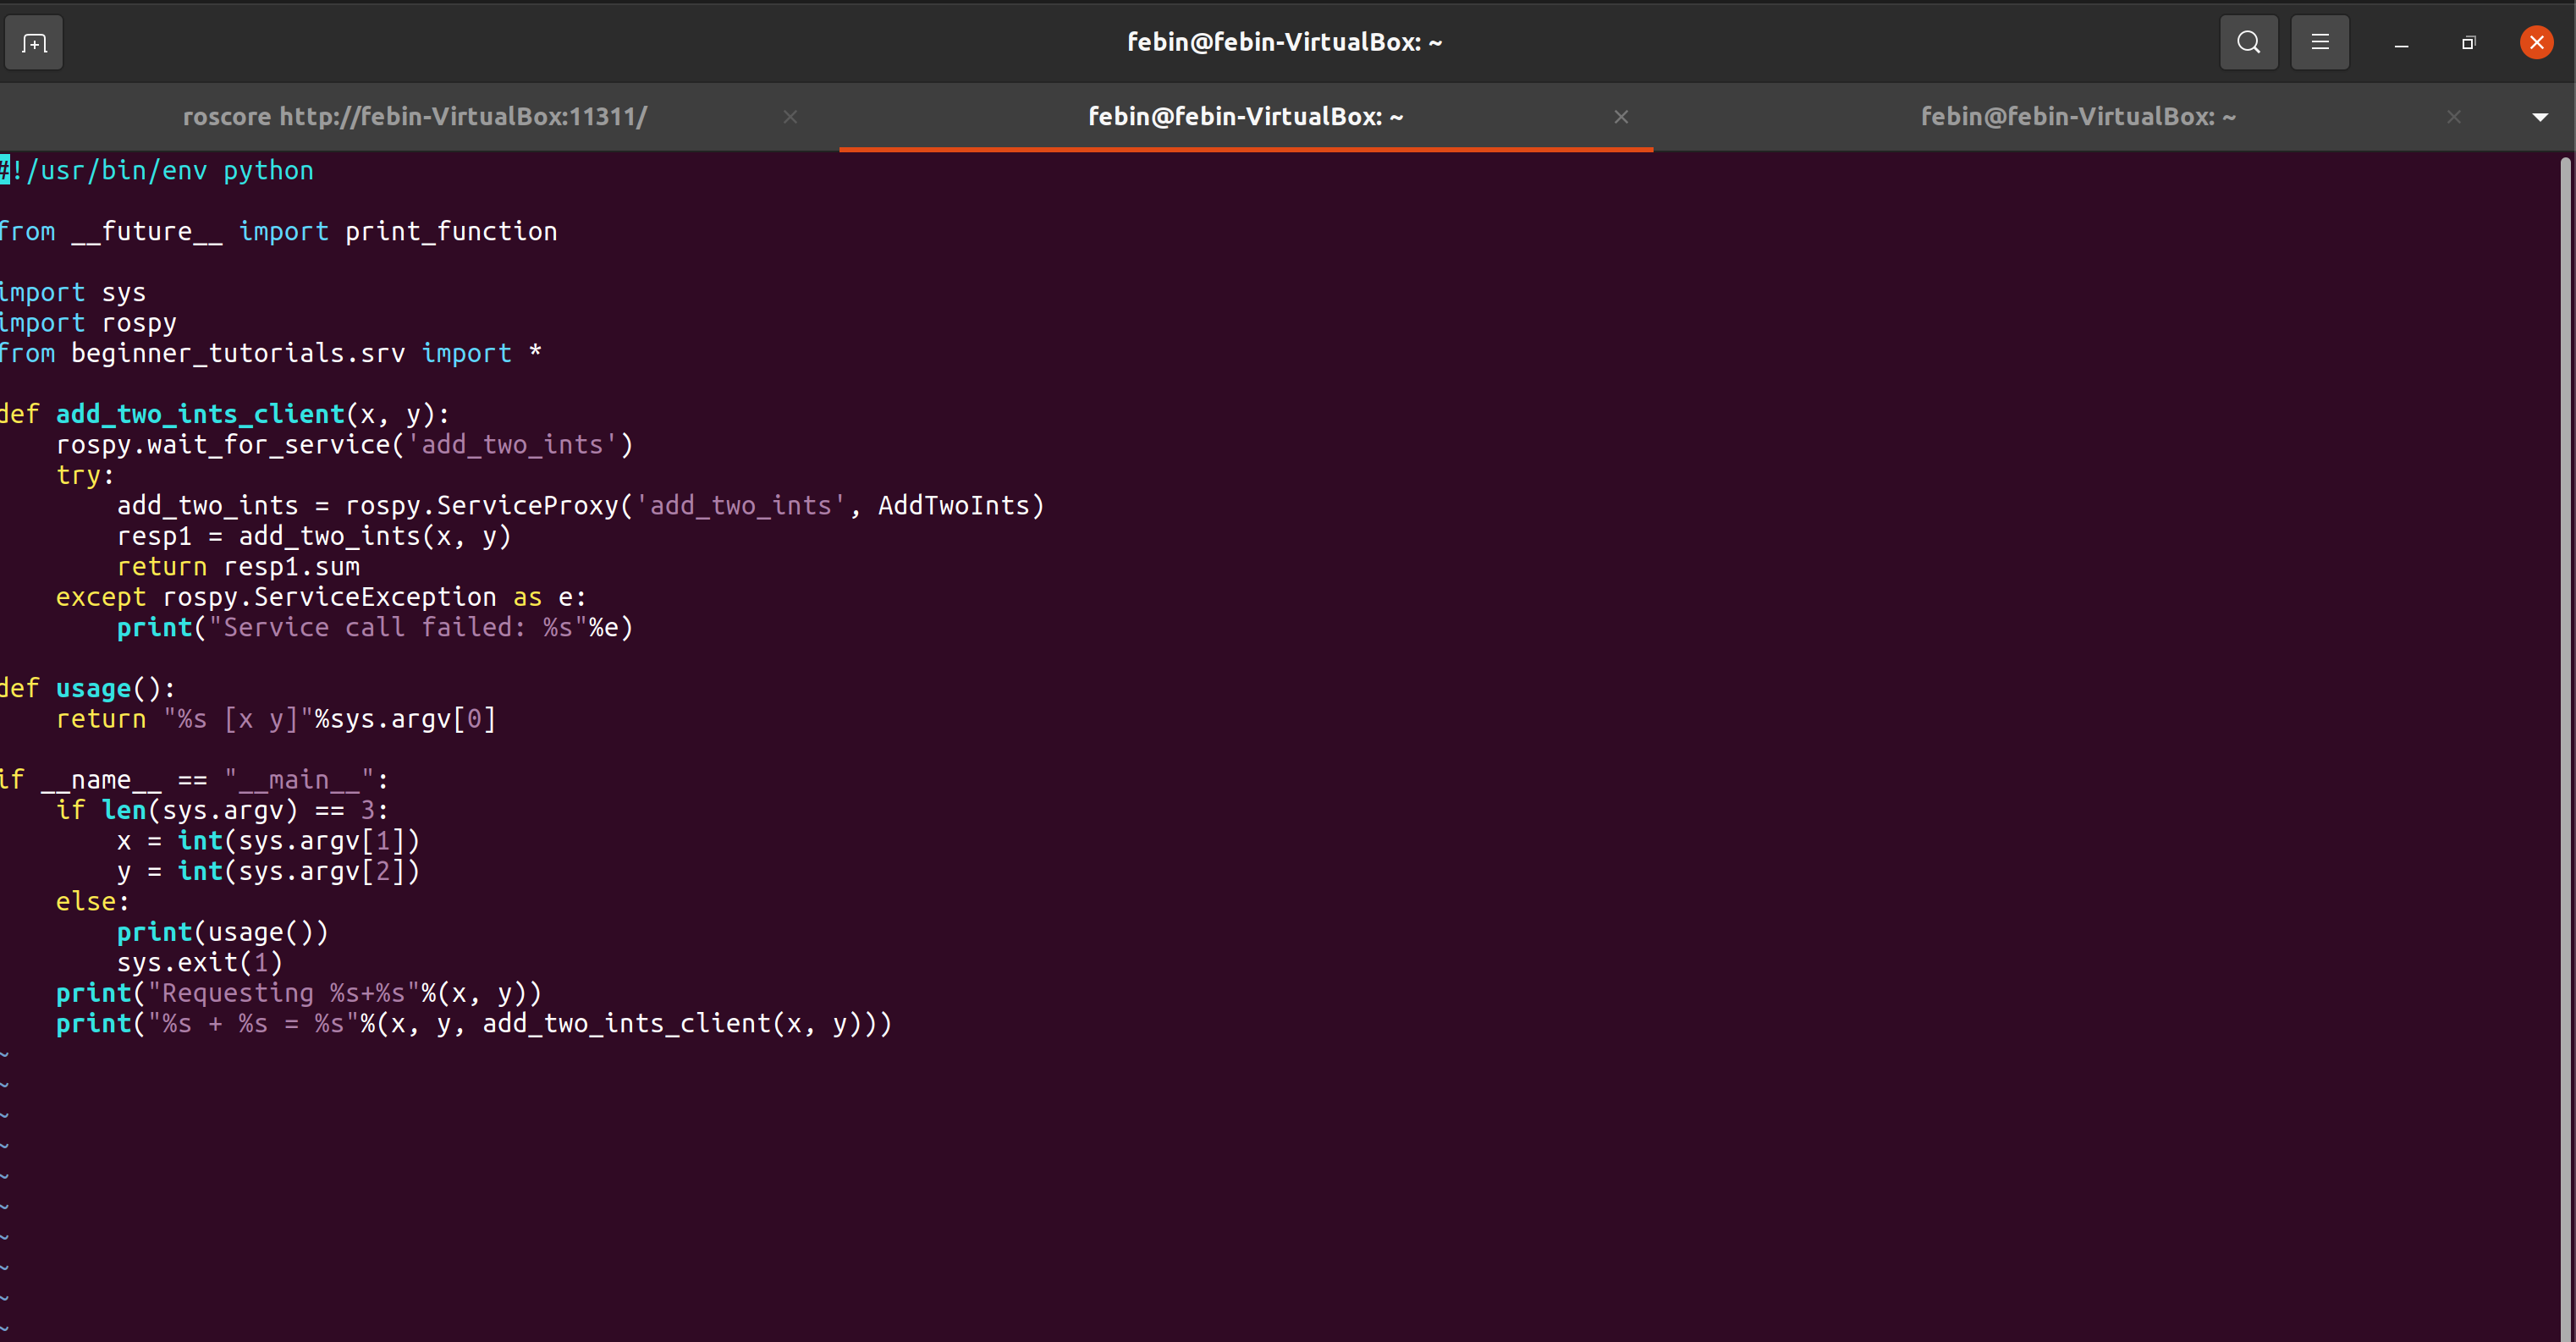 febin@febin-VirtualBox: ~
roscore http://febin-VirtualBox:11311/
febin@febin-VirtualBox: ~
febin@febin-VirtualBox: ~
#!/usr/bin/env python

from __future__ import print_function

import sys
import rospy
from beginner_tutorials.srv import *

def add_two_ints_client(x, y):
    rospy.wait_for_service('add_two_ints')
    try:
        add_two_ints = rospy.ServiceProxy('add_two_ints', AddTwoInts)
        resp1 = add_two_ints(x, y)
        return resp1.sum
    except rospy.ServiceException as e:
        print("Service call failed: %s"%e)

def usage():
    return "%s [x y]"%sys.argv[0]

if __name__ == "__main__":
    if len(sys.argv) == 3:
        x = int(sys.argv[1])
        y = int(sys.argv[2])
    else:
        print(usage())
        sys.exit(1)
    print("Requesting %s+%s"%(x, y))
    print("%s + %s = %s"%(x, y, add_two_ints_client(x, y)))
~
~
~
~
~
~
~
~
~
~